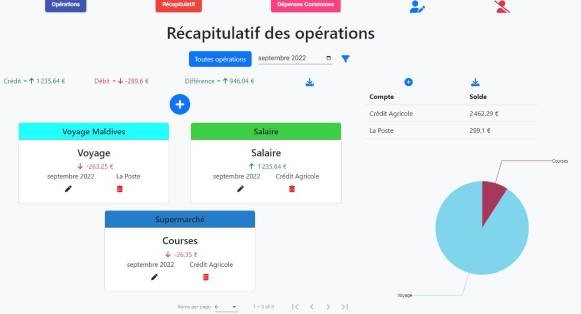 Opérations Récapitulatif Dépenses Communes
Récapitulatif des opérations
Toutes opérations septembre 2022
Crédit = ↑ 1 235,64 € Débit = ↓ -289,6 € Différence = ↑ 946,04 €
Compte Solde
Crédit Agricole 2 462,29 €
La Poste 299,1 €
Voyage Maldives
Voyage
↓ -263,25 €
septembre 2022 La Poste
Salaire
Salaire
↑ 1 235,64 €
septembre 2022 Crédit Agricole
Supermarché
Courses
↓ -26,35 €
septembre 2022 Crédit Agricole
Courses
Voyage
Items per page 6 1 – 3 of 3